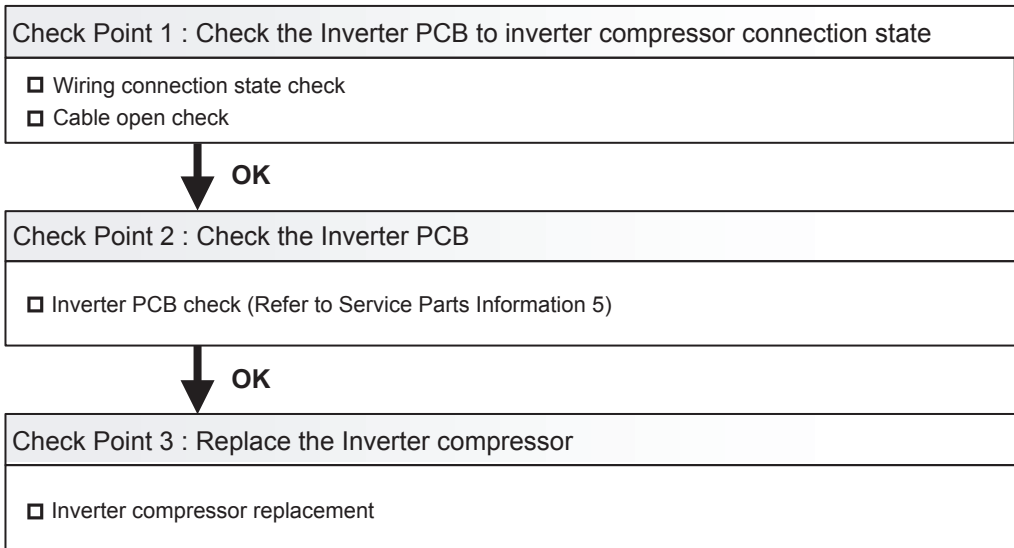 Check Point 1 : Check the Inverter PCB to inverter compressor connection state
Wiring connection state check
Cable open check
OK
Check Point 2 : Check the Inverter PCB
Inverter PCB check (Refer to Service Parts Information 5)
OK
Check Point 3 : Replace the Inverter compressor
Inverter compressor replacement